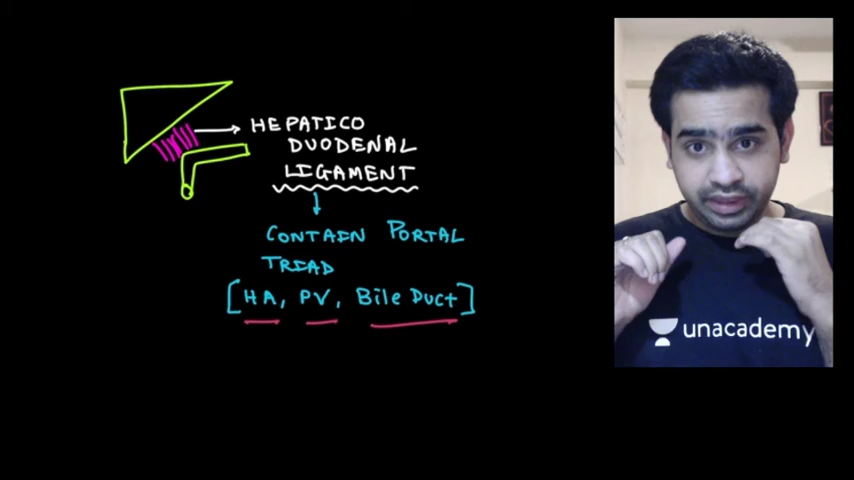 HEPATICO
DUODENAL
LIGAMENT
CONTAIN PORTAL
TRIAD
[HA, PV, Bile Duct]
unacademy